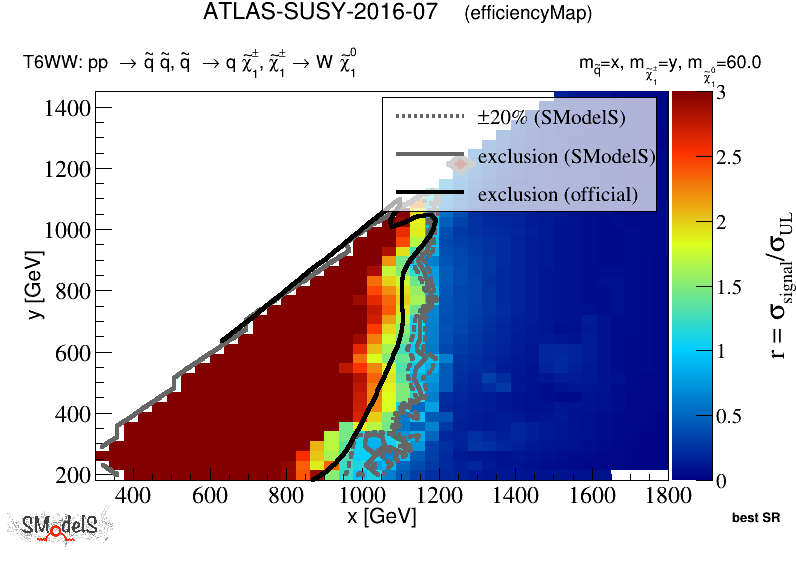 ATLAS-SUSY-2016-07 (efficiencyMap)
T6WW: pp → q̃ q̃, q̃ → q χ̃₁±, χ̃₁± → W χ̃₁⁰
m_q̃=x, m_χ̃₁±=y, m_χ̃₁⁰=60.0
±20% (SModelS)
exclusion (SModelS)
exclusion (official)
1400
1200
1000
800
600
400
200
y [GeV]
400 600 800 1000 1200 1400 1600 1800
x [GeV]
3
2.5
2
1.5
1
0.5
0
r = σ_signal/σ_UL
SModelS
best SR